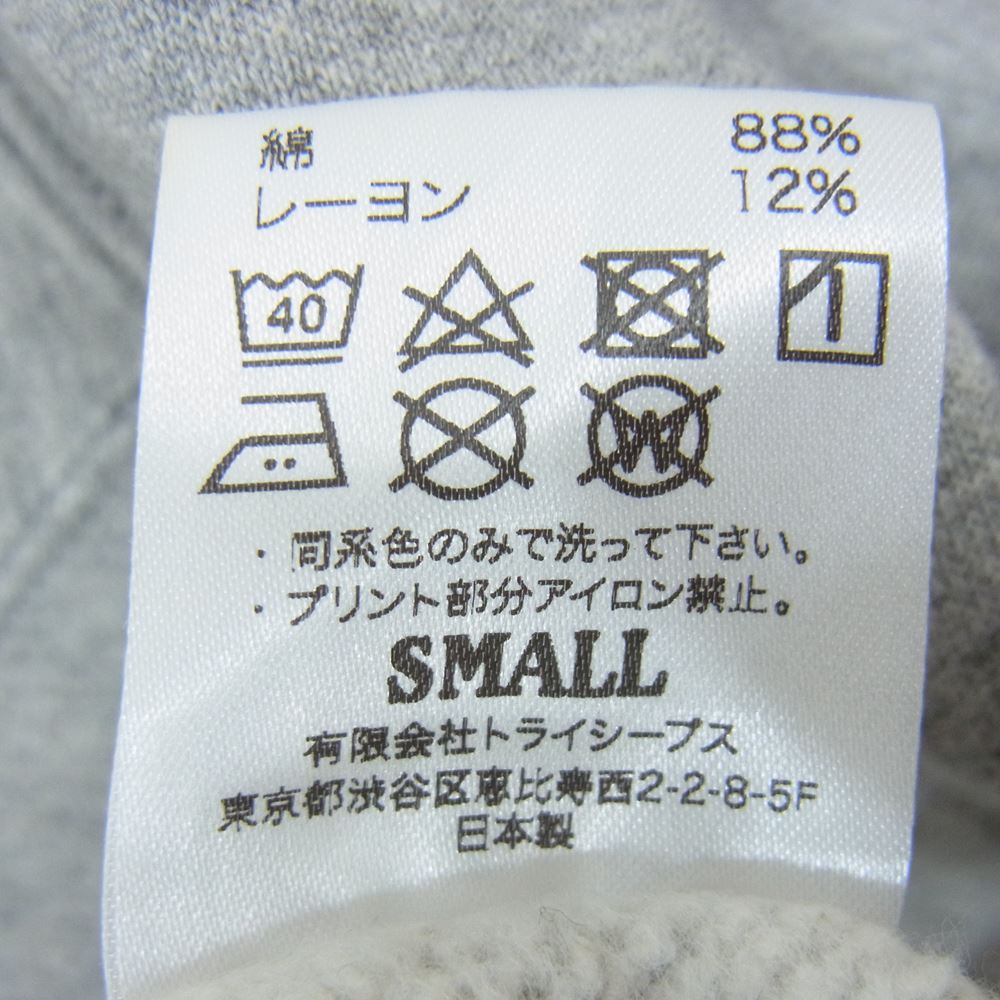 綿 88%
レーヨン 12%
40
W
・同系色のみで洗って下さい。
・プリント部分アイロン禁止。
SMALL
有限会社トライシープス
東京都渋谷区恵比寿西2-2-8-5F
日本製